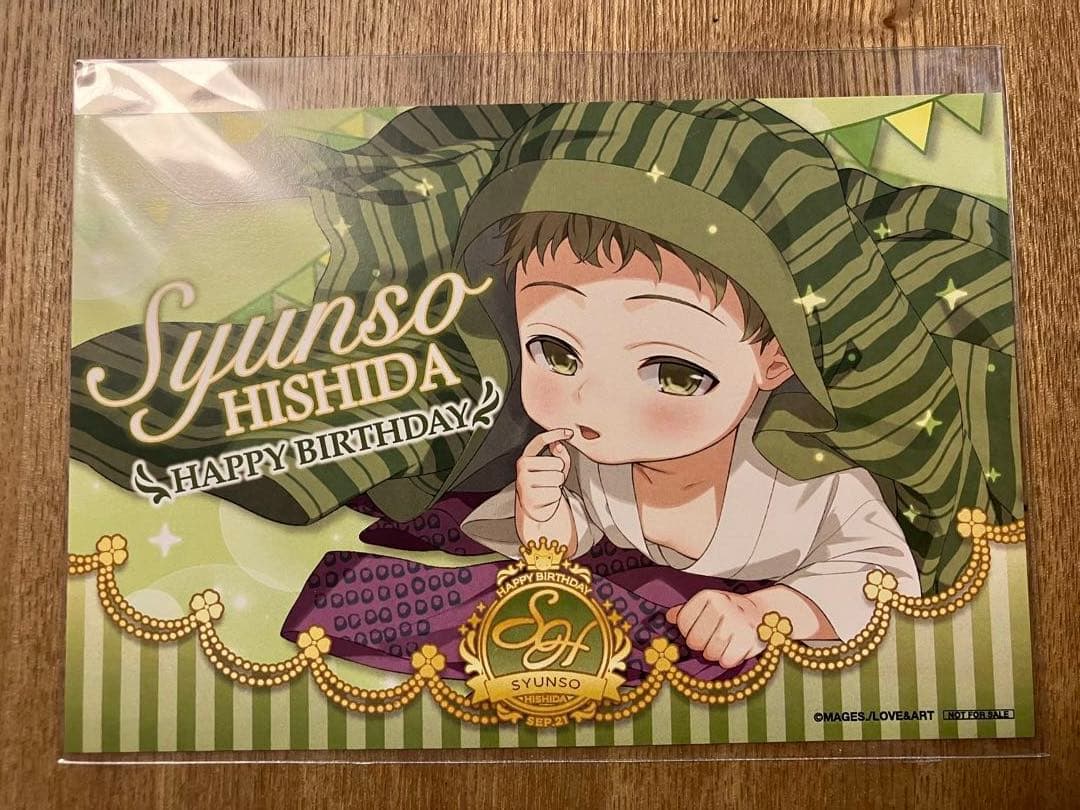 Syunso
HISHIDA
HAPPY BIRTHDAY
HAPPY BIRTHDAY
SH
SYUNSO
HISHIDA
SEP.21
©MAGES./LOVE&ART NOT FOR SALE